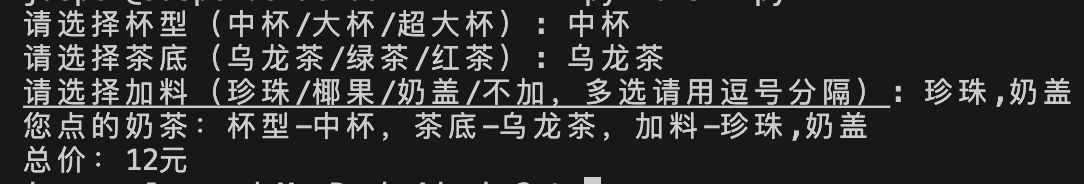 请选择杯型（中杯/大杯/超大杯）: 中杯
请选择茶底（乌龙茶/绿茶/红茶）: 乌龙茶
请选择加料（珍珠/椰果/奶盖/不加, 多选请用逗号分隔）: 珍珠,奶盖
您点的奶茶: 杯型-中杯, 茶底-乌龙茶, 加料-珍珠,奶盖
总价: 12元